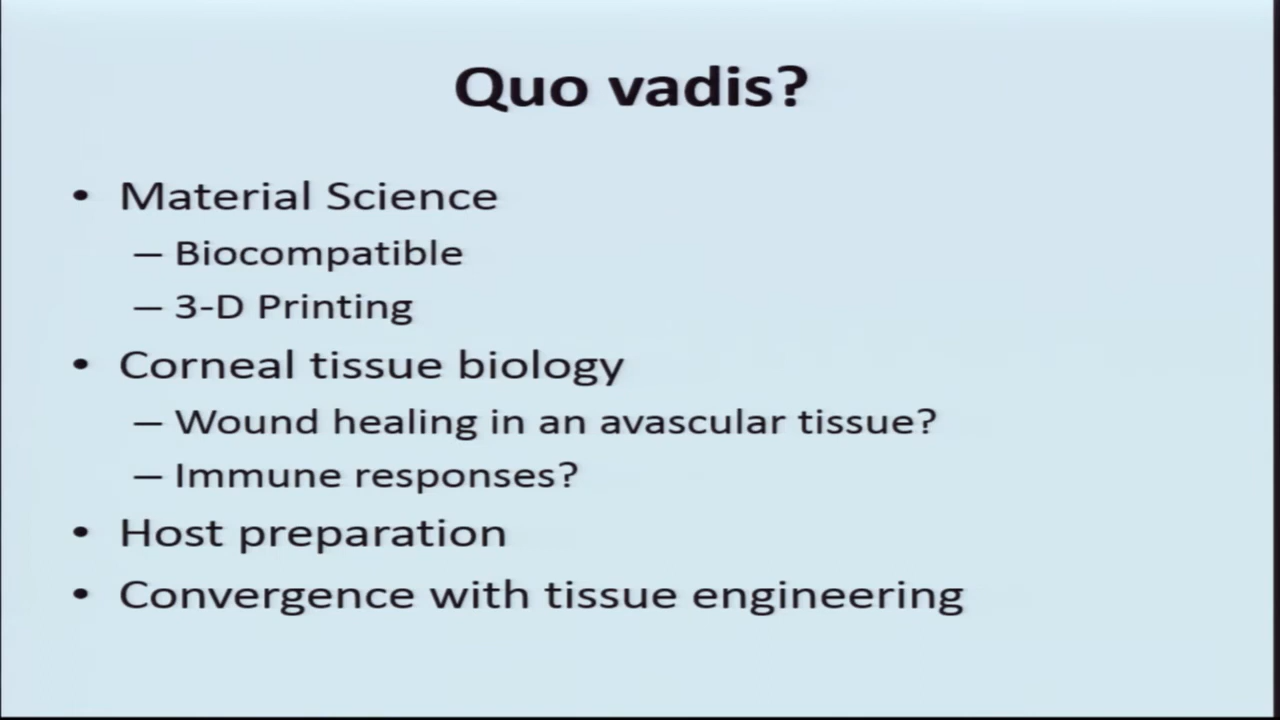 Quo vadis?
• Material Science
– Biocompatible
– 3-D Printing
• Corneal tissue biology
– Wound healing in an avascular tissue?
– Immune responses?
• Host preparation
• Convergence with tissue engineering